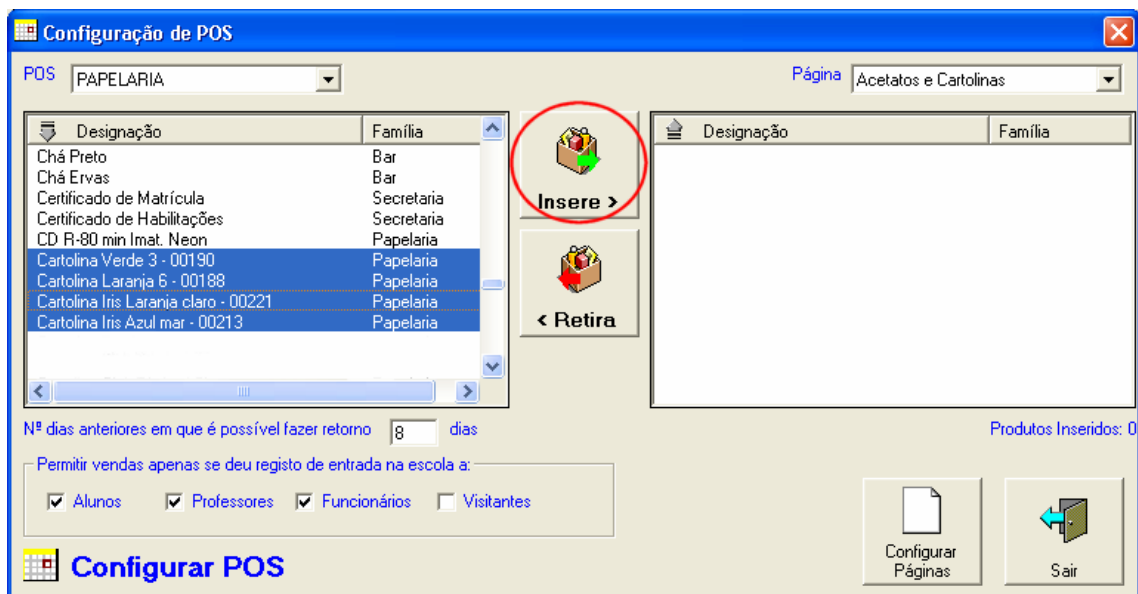 Configuração de POS
POS PAPELARIA Página Acetatos e Cartolinas
Designação Família
Chá Preto Bar
Chá Ervas Bar
Certificado de Matrícula Secretaria
Certificado de Habilitações Secretaria
CD R-80 min Imat. Neon Papelaria
Cartolina Verde 3 - 00190 Papelaria
Cartolina Laranja 6 - 00188 Papelaria
Cartolina Iris Laranja claro - 00221 Papelaria
Cartolina Iris Azul mar - 00213 Papelaria
Insere >
< Retira
Designação Família
Nº dias anteriores em que é possível fazer retorno 8 dias
Produtos Inseridos: 0
Permitir vendas apenas se deu registo de entrada na escola a:
Alunos Professores Funcionários Visitantes
Configurar POS
Configurar
Páginas
Sair